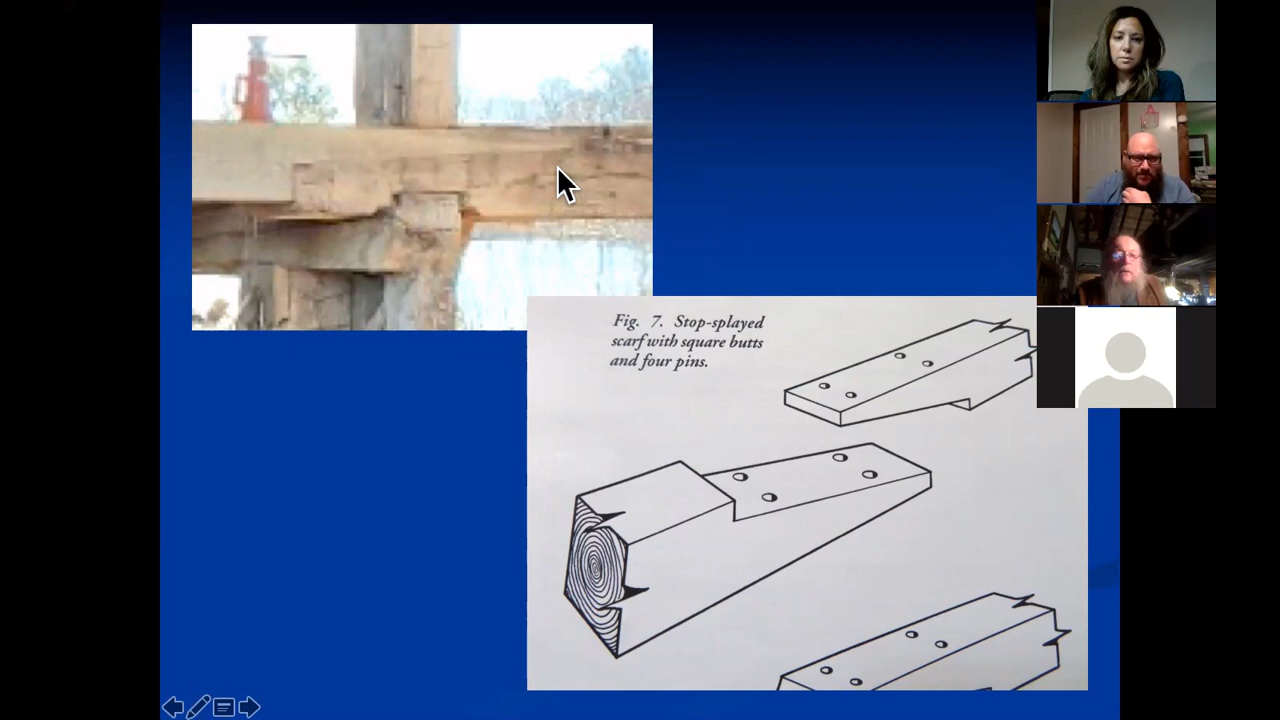 Fig. 7. Stop-splayed
scarf with square butts
and four pins.